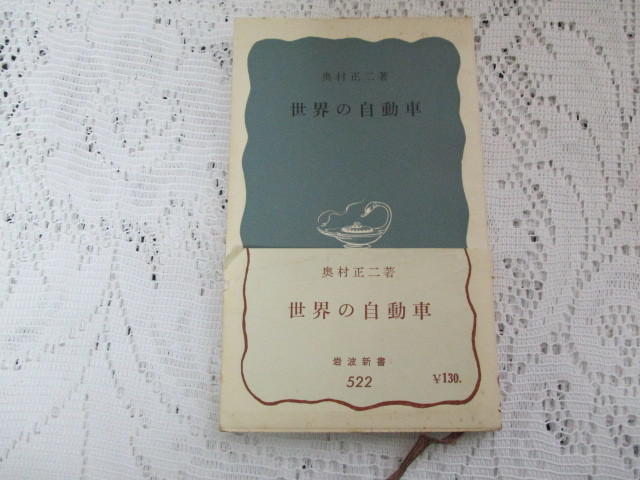 奥村正二著
世界の自動車
奥村正二著
世界の自動車
岩波新書
522
¥130.